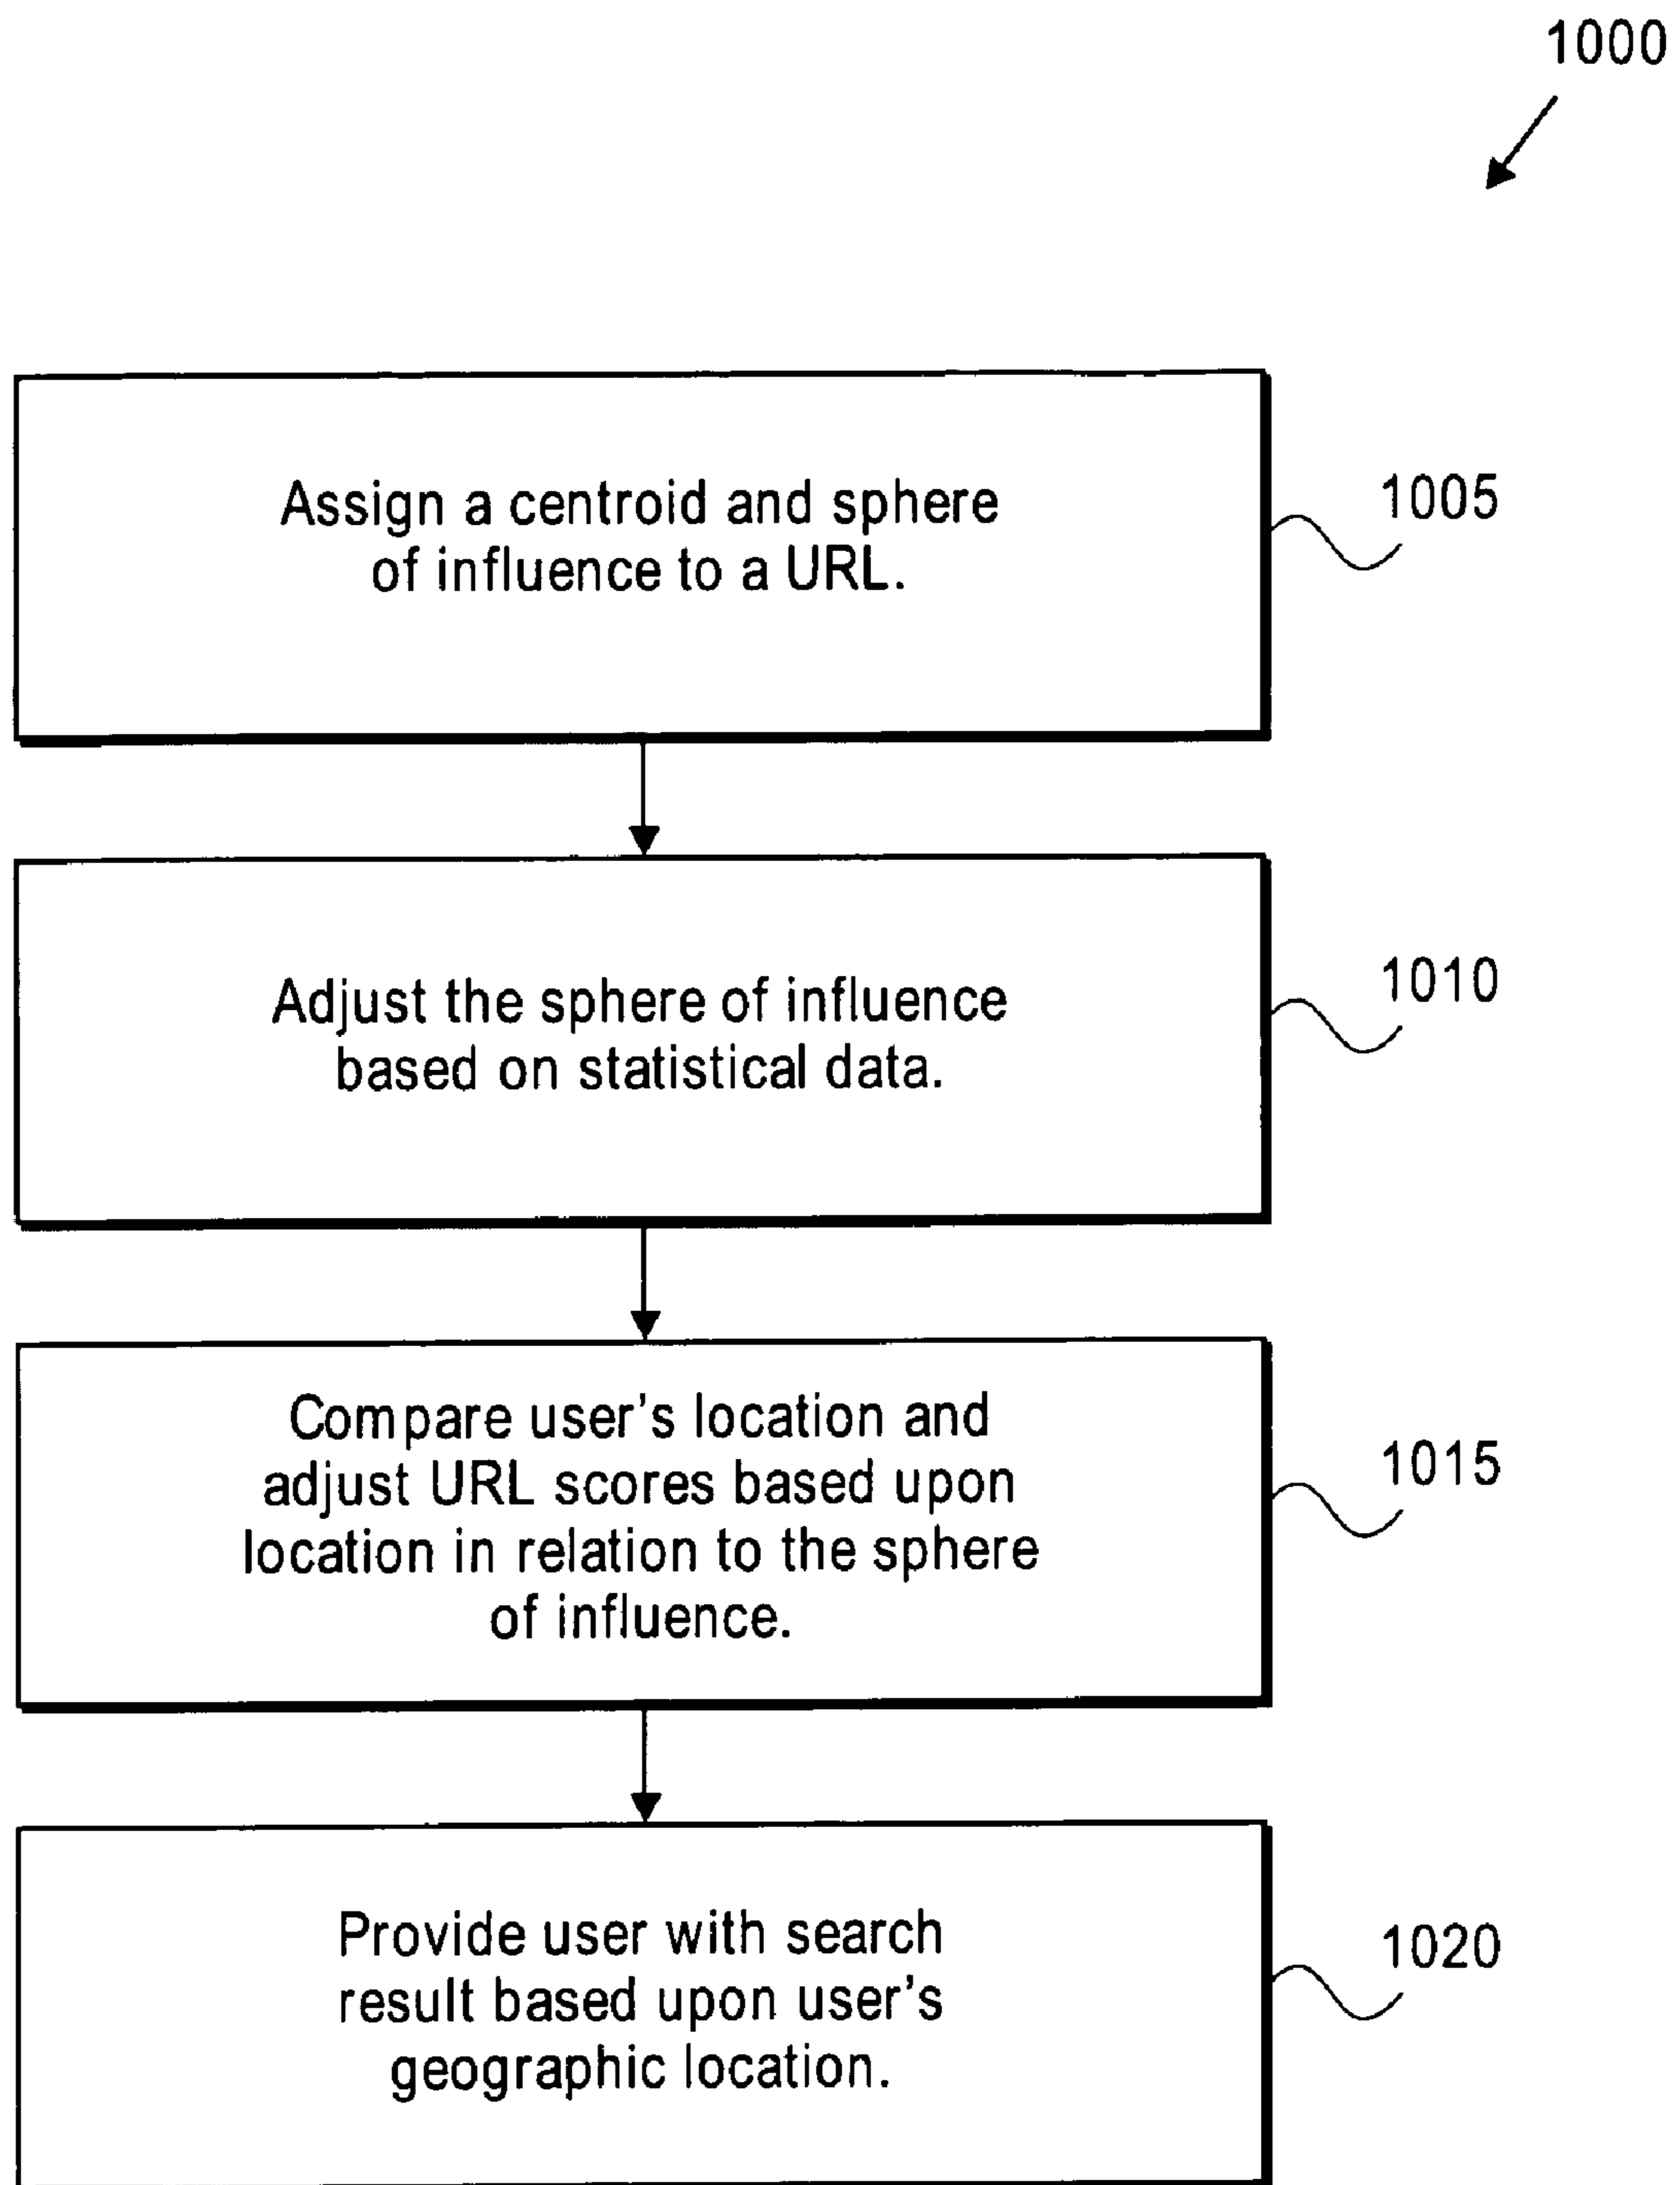 1000
Assign a centroid and sphere
of influence to a URL.
1005
Adjust the sphere of influence
based on statistical data.
1010
Compare user's location and
adjust URL scores based upon
location in relation to the sphere
of influence.
1015
Provide user with search
result based upon user's
geographic location.
1020